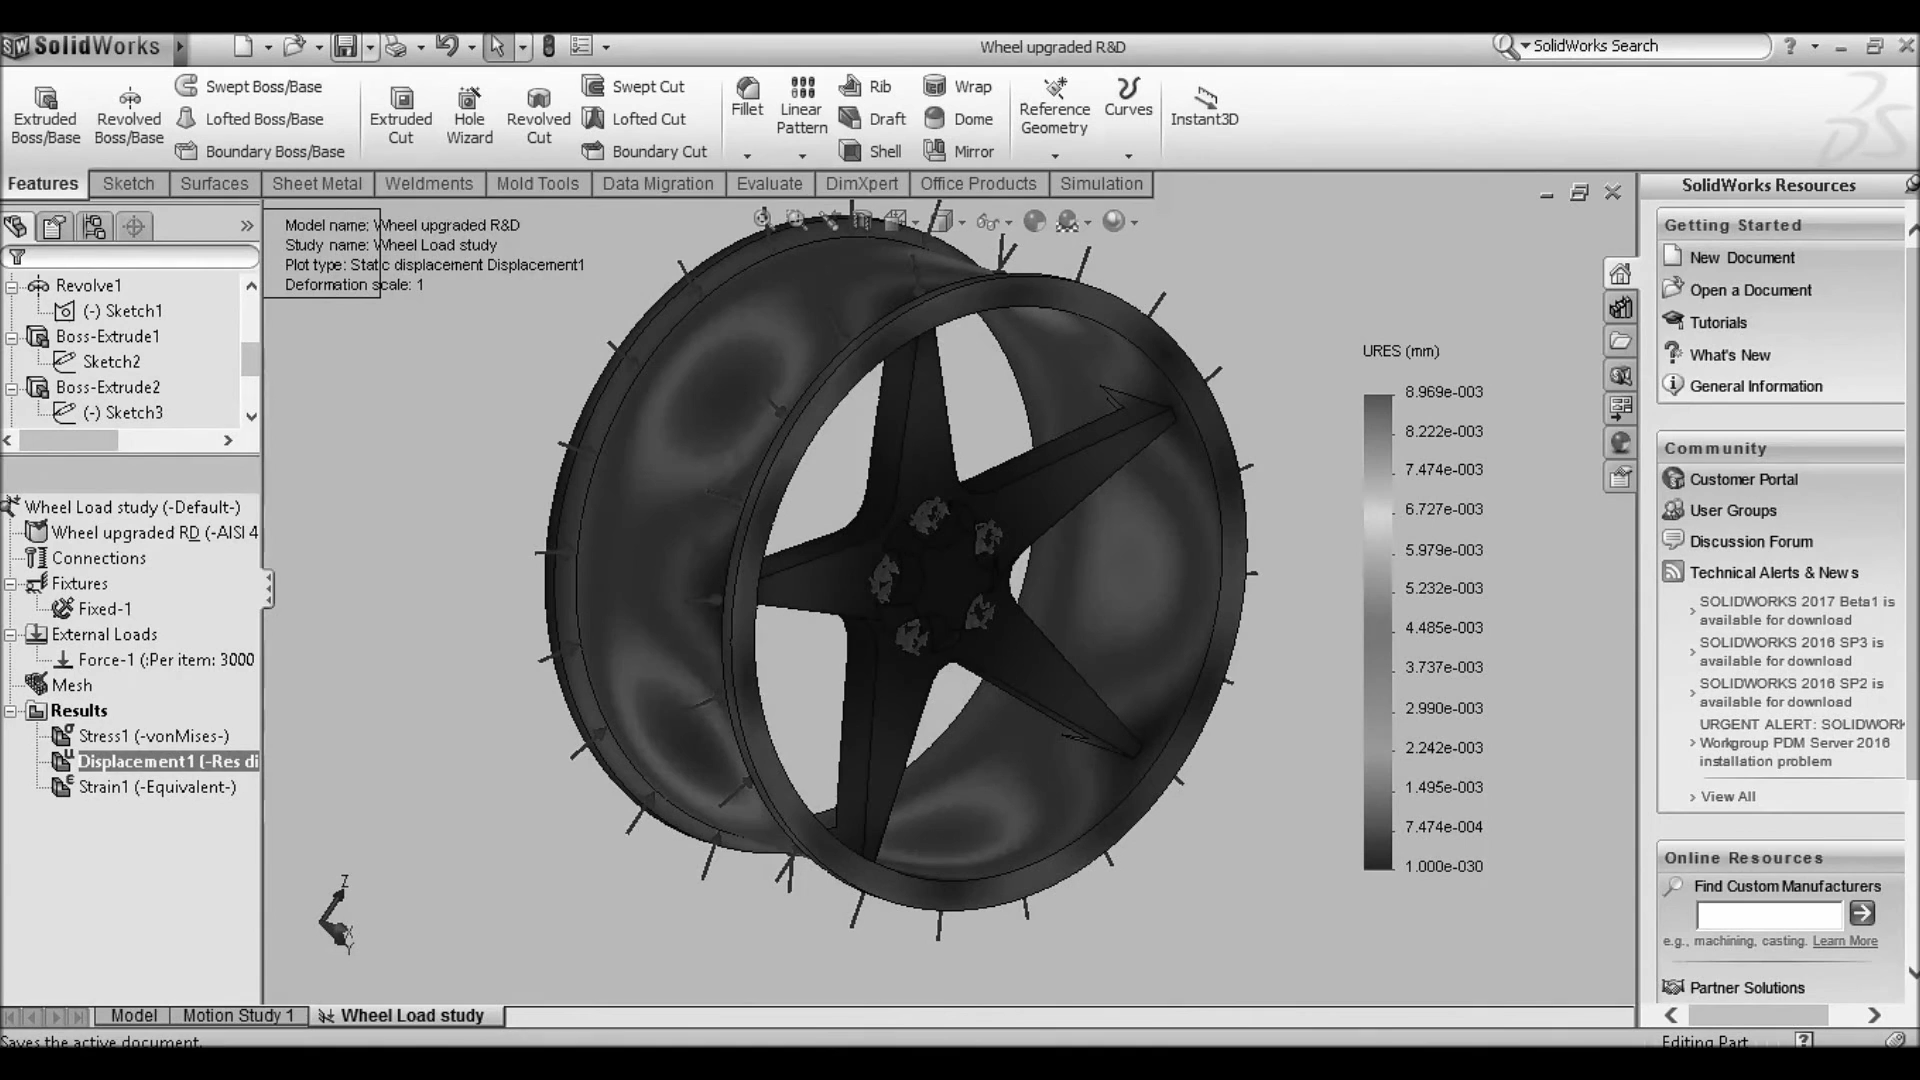 SolidWorks
Wheel upgraded R&D
SolidWorks Search
Extruded Boss/Base
Revolved Boss/Base
Swept Boss/Base
Lofted Boss/Base
Boundary Boss/Base
Extruded Cut
Hole Wizard
Revolved Cut
Swept Cut
Lofted Cut
Boundary Cut
Fillet
Linear Pattern
Rib
Draft
Shell
Wrap
Dome
Mirror
Reference Geometry
Curves
Instant3D
Features
Sketch
Surfaces
Sheet Metal
Weldments
Mold Tools
Data Migration
Evaluate
DimXpert
Office Products
Simulation
Revolve1
(-) Sketch1
Boss-Extrude1
Sketch2
Boss-Extrude2
(-) Sketch3
Wheel Load study (-Default-)
Wheel upgraded RD (-AISI 4
Connections
Fixtures
Fixed-1
External Loads
Force-1 (:Per item: 3000
Mesh
Results
Stress1 (-vonMises-)
Displacement1 (-Res di
Strain1 (-Equivalent-)
Model name: Wheel upgraded R&D
Study name: Wheel Load study
Plot type: Static displacement Displacement1
Deformation scale: 1
URES (mm)
8.969e-003
8.222e-003
7.474e-003
6.727e-003
5.979e-003
5.232e-003
4.485e-003
3.737e-003
2.990e-003
2.242e-003
1.495e-003
7.474e-004
1.000e-030
Z
X
Y
SolidWorks Resources
Getting Started
New Document
Open a Document
Tutorials
What's New
General Information
Community
Customer Portal
User Groups
Discussion Forum
Technical Alerts & News
SOLIDWORKS 2017 Beta1 is
available for download
SOLIDWORKS 2016 SP3 is
available for download
SOLIDWORKS 2016 SP2 is
available for download
URGENT ALERT: SOLIDWORK
Workgroup PDM Server 2016
installation problem
View All
Online Resources
Find Custom Manufacturers
e.g., machining, casting. Learn More
Partner Solutions
Model
Motion Study 1
Wheel Load study
Saves the active document.
Editing Part